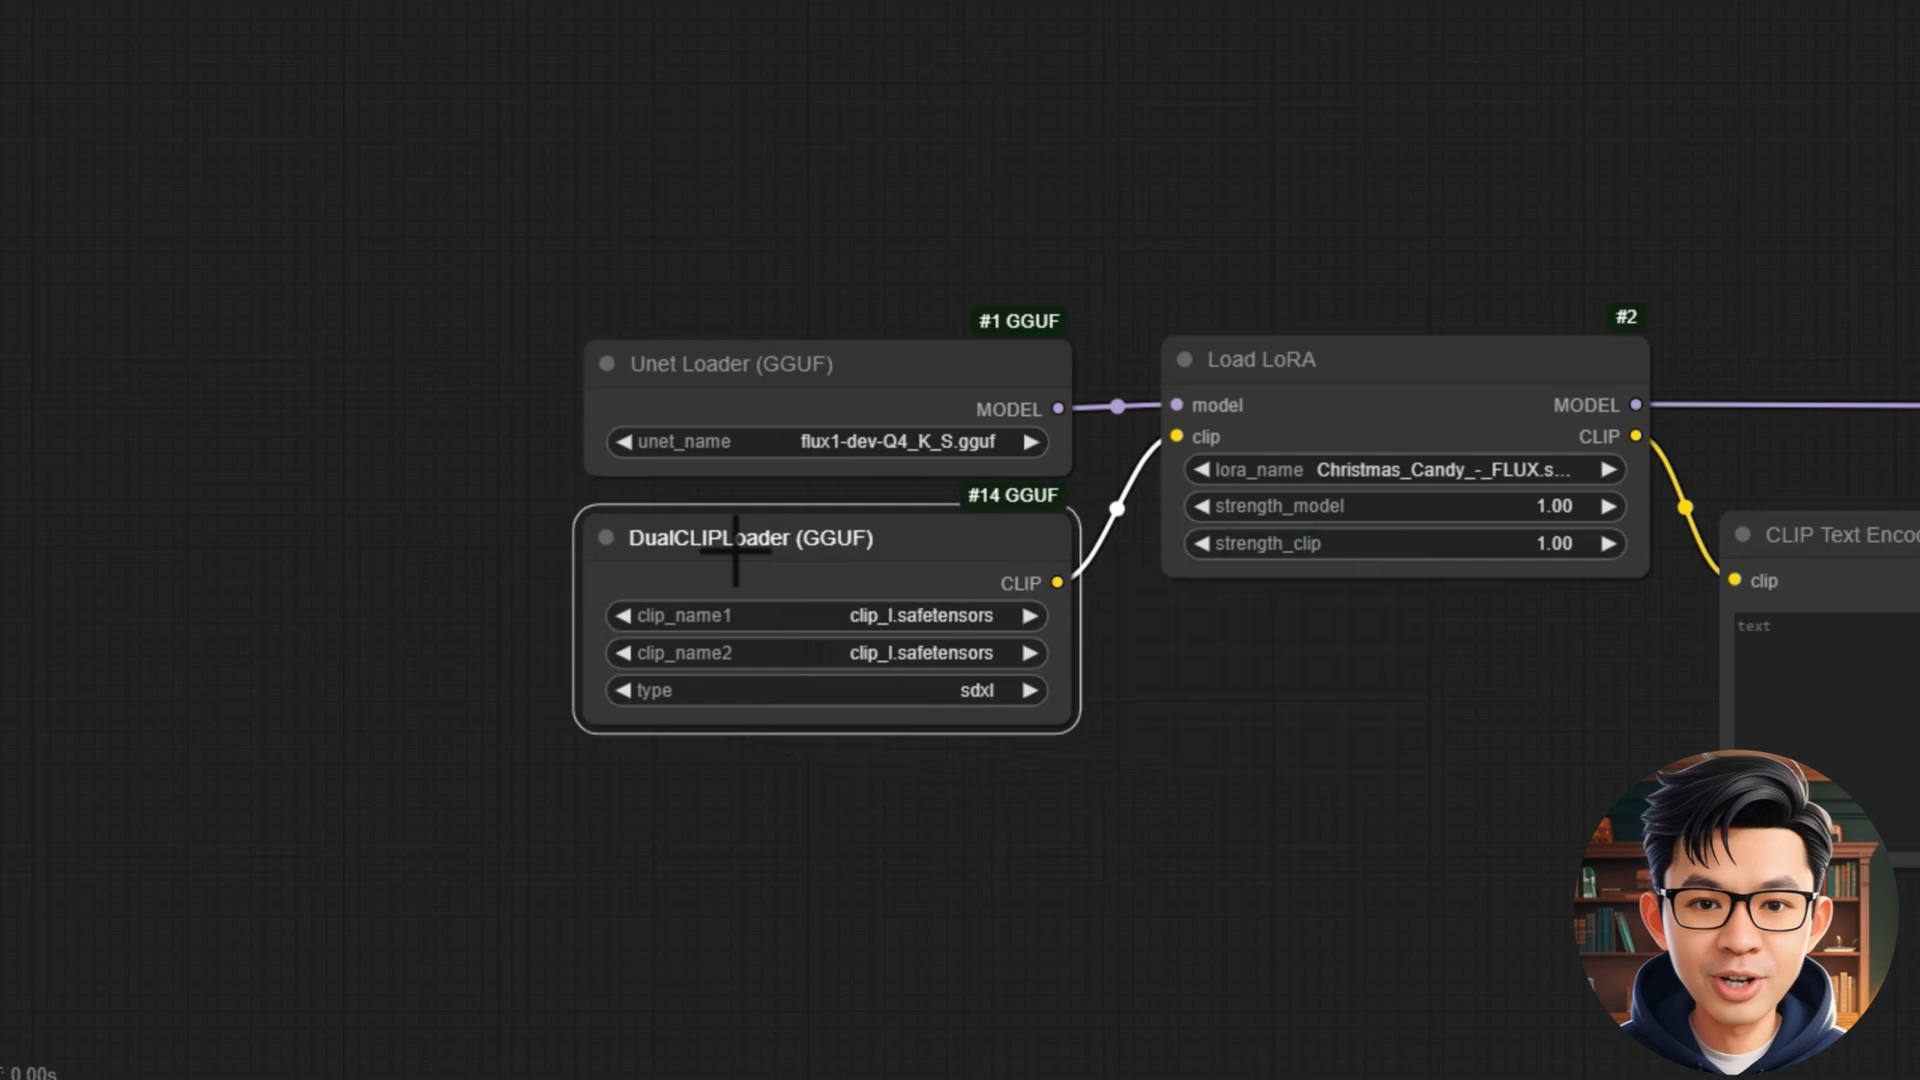 #1 GGUF
Unet Loader (GGUF)
MODEL
unet_name flux1-dev-Q4_K_S.gguf
#14 GGUF
DualCLIPLoader (GGUF)
CLIP
clip_name1 clip_l.safetensors
clip_name2 clip_l.safetensors
type sdxl
#2
Load LoRA
model MODEL
clip CLIP
lora_name Christmas_Candy_-_FLUX.s...
strength_model 1.00
strength_clip 1.00
CLIP Text Enco
clip
text
: 0.00s